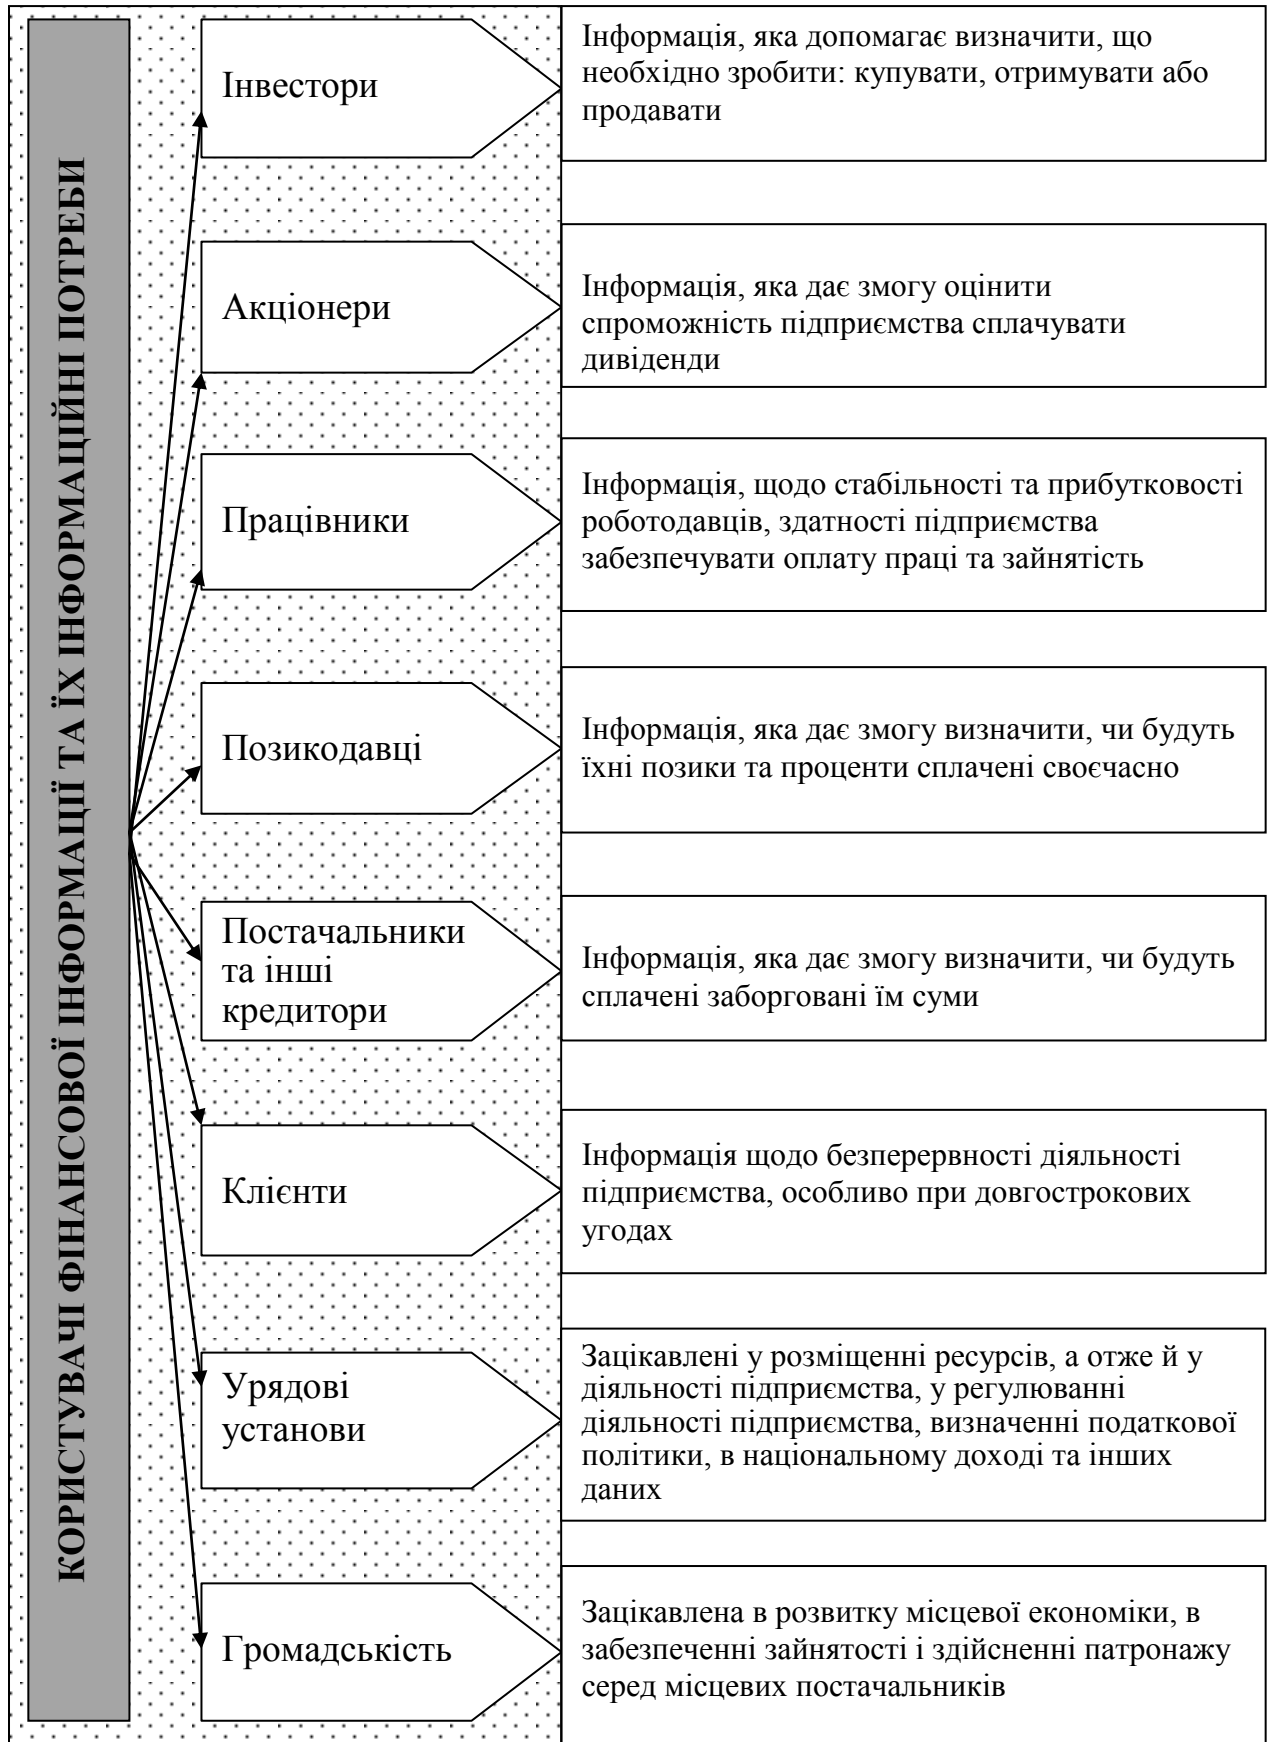 КОРИСТУВАЧІ ФІНАНСОВОЇ ІНФОРМАЦІЇ ТА ЇХ ІНФОРМАЦІЙНІ ПОТРЕБИ
Інвестори
Інформація, яка допомагає визначити, що
необхідно зробити: купувати, отримувати або
продавати
Акціонери
Інформація, яка дає змогу оцінити
спроможність підприємства сплачувати
дивіденди
Працівники
Інформація, щодо стабільності та прибутковості
роботодавців, здатності підприємства
забезпечувати оплату праці та зайнятість
Позикодавці
Інформація, яка дає змогу визначити, чи будуть
їхні позики та проценти сплачені своєчасно
Постачальники
та інші
кредитори
Інформація, яка дає змогу визначити, чи будуть
сплачені заборговані їм суми
Клієнти
Інформація щодо безперервності діяльності
підприємства, особливо при довгострокових
угодах
Урядові
установи
Зацікавлені у розміщенні ресурсів, а отже й у
діяльності підприємства, у регулюванні
діяльності підприємства, визначенні податкової
політики, в національному доході та інших
даних
Громадськість
Зацікавлена в розвитку місцевої економіки, в
забезпеченні зайнятості і здійсненні патронажу
серед місцевих постачальників